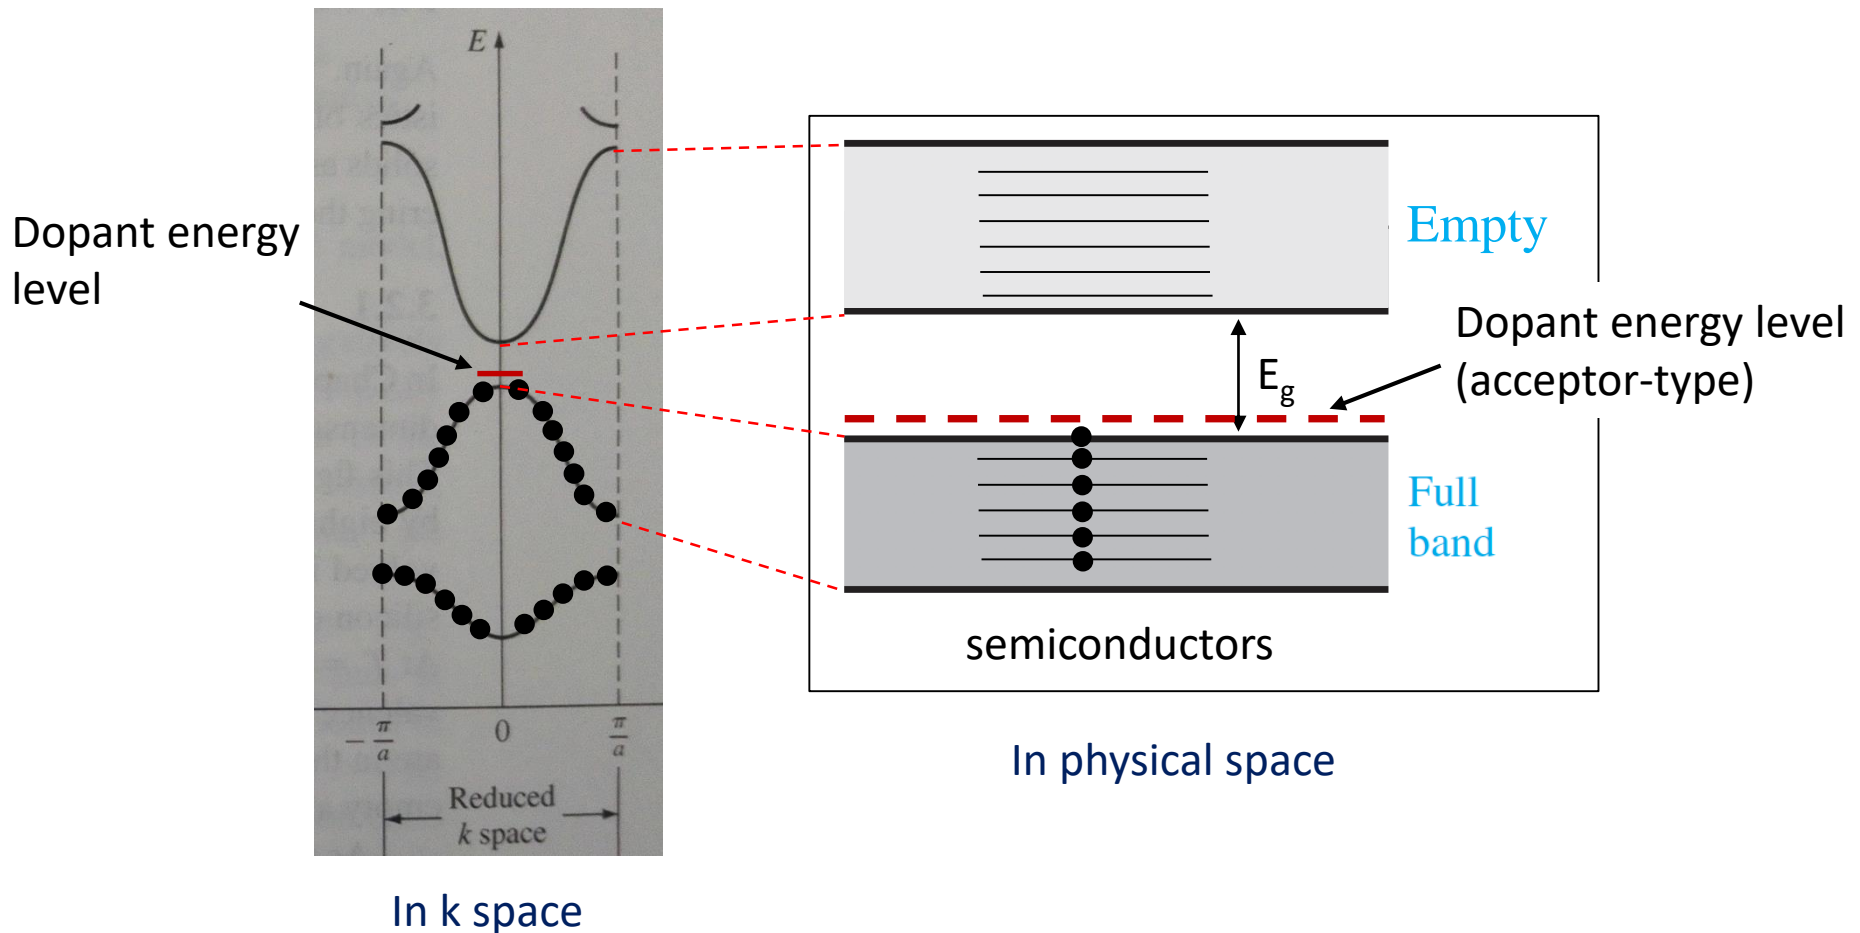 E
Dopant energy
level
Empty
Dopant energy level
(acceptor-type)
Eg
Full
band
semiconductors
− π/a
0
π/a
Reduced
k space
In physical space
In k space